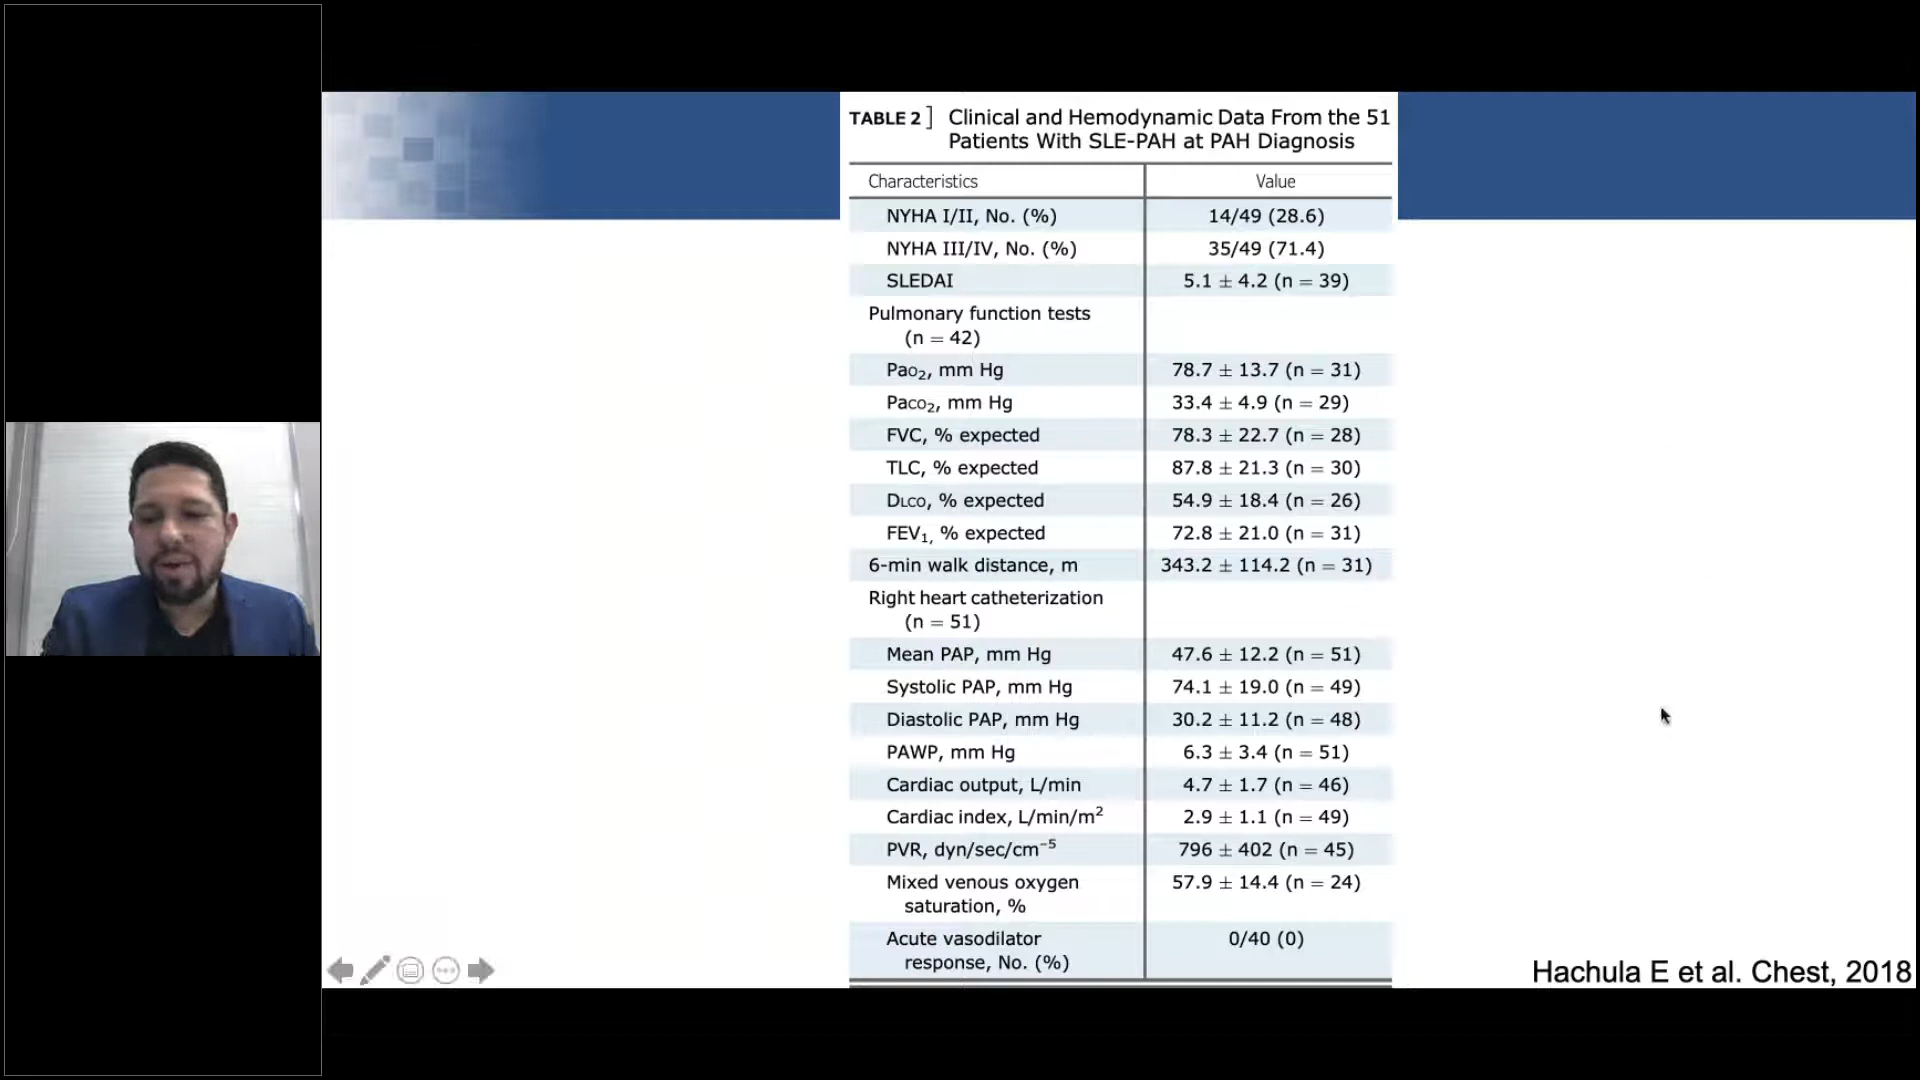 TABLE 2] Clinical and Hemodynamic Data From the 51
Patients With SLE-PAH at PAH Diagnosis
Characteristics Value
NYHA I/II, No. (%) 14/49 (28.6)
NYHA III/IV, No. (%) 35/49 (71.4)
SLEDAI 5.1 ± 4.2 (n = 39)
Pulmonary function tests
(n = 42)
PaO₂, mm Hg 78.7 ± 13.7 (n = 31)
PaCO₂, mm Hg 33.4 ± 4.9 (n = 29)
FVC, % expected 78.3 ± 22.7 (n = 28)
TLC, % expected 87.8 ± 21.3 (n = 30)
DLCO, % expected 54.9 ± 18.4 (n = 26)
FEV₁, % expected 72.8 ± 21.0 (n = 31)
6-min walk distance, m 343.2 ± 114.2 (n = 31)
Right heart catheterization
(n = 51)
Mean PAP, mm Hg 47.6 ± 12.2 (n = 51)
Systolic PAP, mm Hg 74.1 ± 19.0 (n = 49)
Diastolic PAP, mm Hg 30.2 ± 11.2 (n = 48)
PAWP, mm Hg 6.3 ± 3.4 (n = 51)
Cardiac output, L/min 4.7 ± 1.7 (n = 46)
Cardiac index, L/min/m² 2.9 ± 1.1 (n = 49)
PVR, dyn/sec/cm⁻⁵ 796 ± 402 (n = 45)
Mixed venous oxygen 57.9 ± 14.4 (n = 24)
saturation, %
Acute vasodilator 0/40 (0)
response, No. (%)
Hachula E et al. Chest, 2018